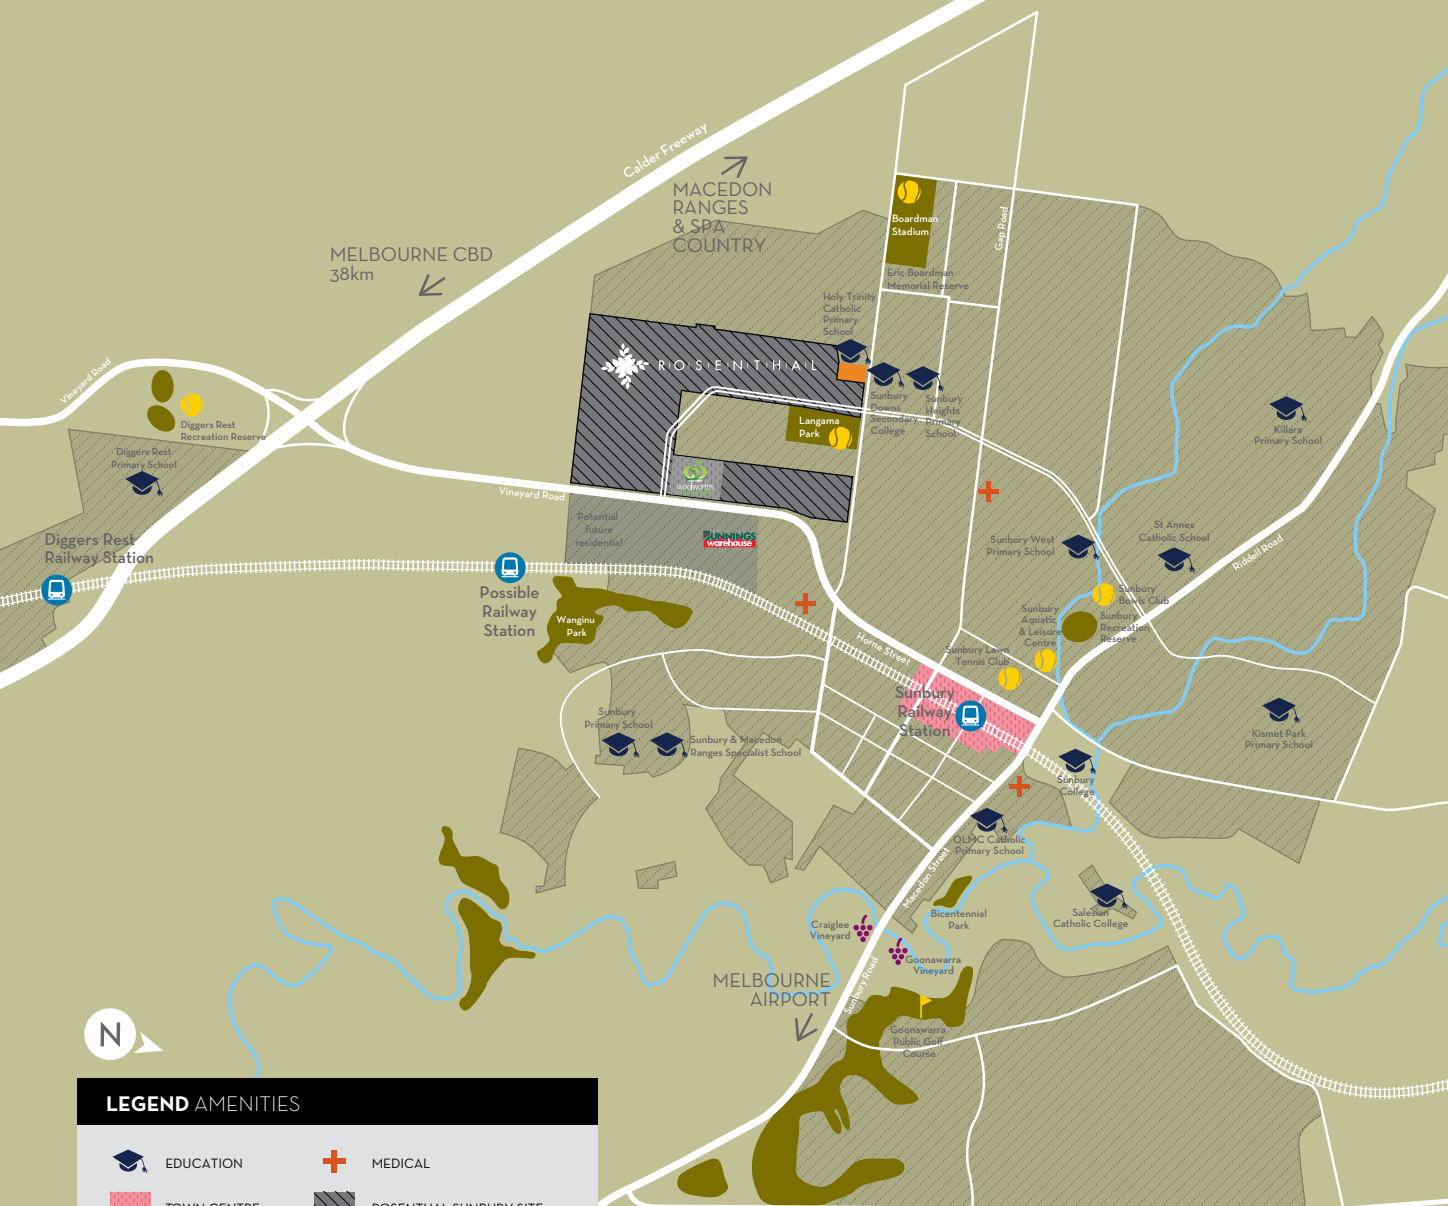 Calder Freeway
MACEDON
RANGES
& SPA
COUNTRY
MELBOURNE CBD
38km
Boardman
Stadium
Eric Boardman
Memorial Reserve
Gap Road
Holy Trinity
Catholic
Primary
School
ROSENTHAL
Vineyard Road
Diggers Rest
Recreation Reserve
Diggers Rest
Primary School
Sunbury
Downs
Secondary
College
Sunbury
Heights
Primary
School
Langama
Park
Killara
Primary School
woolworths
Vineyard Road
Potential
future
residential
BUNNINGS
warehouse
Diggers Rest
Railway Station
Possible
Railway
Station
Wanginu
Park
Sunbury West
Primary School
St Annes
Catholic School
Riddell Road
Sunbury
Bowls Club
Sunbury
Recreation
Reserve
Sunbury
Aquatic
& Leisure
Centre
Horne Street
Sunbury Lawn
Tennis Club
Sunbury
Railway
Station
Sunbury
Primary School
Sunbury & Macedon
Ranges Specialist School
Kismet Park
Primary School
Sunbury
College
OLMC Catholic
Primary School
Macedon Street
Bicentennial
Park
Salesian
Catholic College
Craiglee
Vineyard
Goonawarra
Vineyard
MELBOURNE
AIRPORT
Sunbury Road
Goonawarra
Public Golf
Course
N
LEGEND AMENITIES
EDUCATION
MEDICAL
TOWN CENTRE
ROSENTHAL SUNBURY SITE